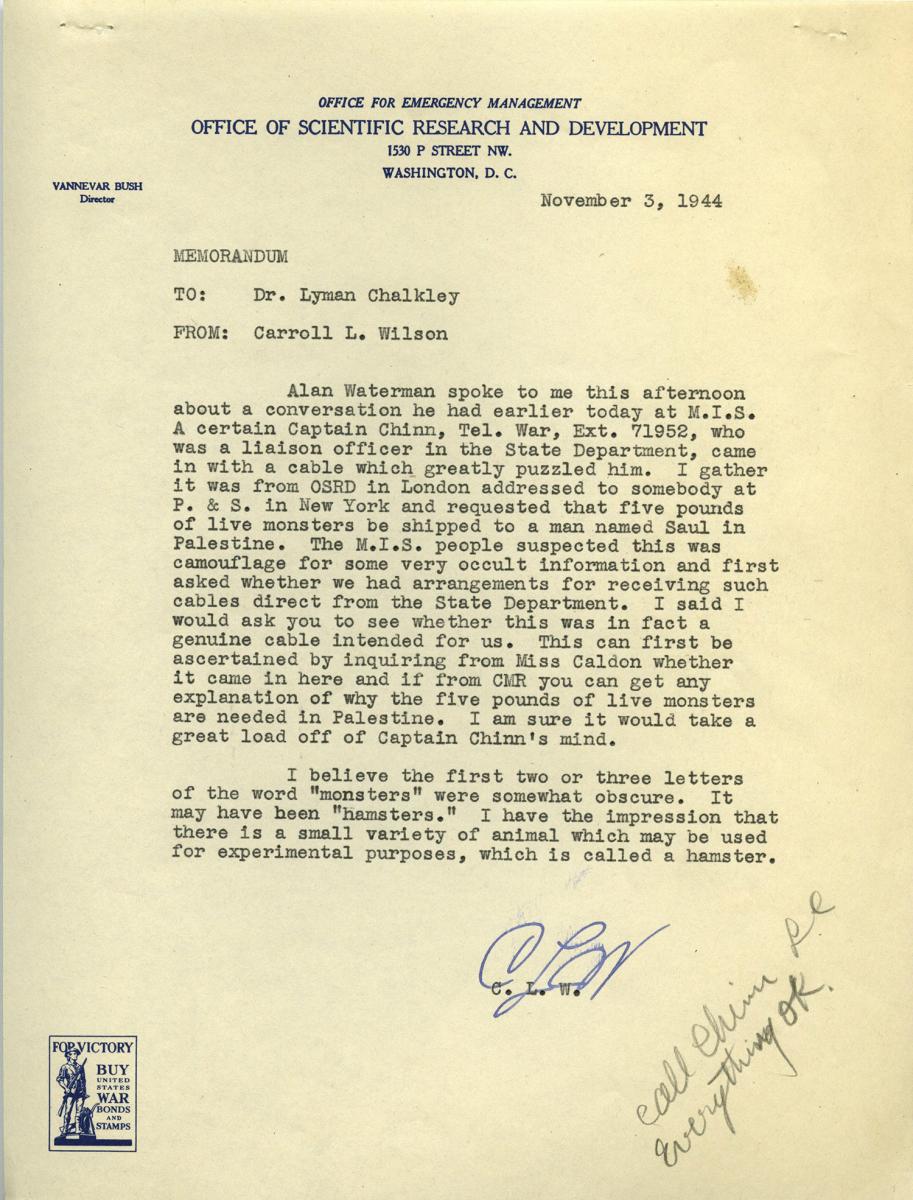 OFFICE FOR EMERGENCY MANAGEMENT
OFFICE OF SCIENTIFIC RESEARCH AND DEVELOPMENT
1530 P STREET NW.
WASHINGTON, D. C.
VANNEVAR BUSH
Director
November 3, 1944
MEMORANDUM
TO: Dr. Lyman Chalkley
FROM: Carroll L. Wilson
Alan Waterman spoke to me this afternoon
about a conversation he had earlier today at M.I.S.
A certain Captain Chinn, Tel. War, Ext. 71952, who
was a liaison officer in the State Department, came
in with a cable which greatly puzzled him. I gather
it was from OSRD in London addressed to somebody at
P. & S. in New York and requested that five pounds
of live monsters be shipped to a man named Saul in
Palestine. The M.I.S. people suspected this was
camouflage for some very occult information and first
asked whether we had arrangements for receiving such
cables direct from the State Department. I said I
would ask you to see whether this was in fact a
genuine cable intended for us. This can first be
ascertained by inquiring from Miss Caldon whether
it came in here and if from CMR you can get any
explanation of why the five pounds of live monsters
are needed in Palestine. I am sure it would take a
great load off of Captain Chinn's mind.
I believe the first two or three letters
of the word "monsters" were somewhat obscure. It
may have been "hamsters." I have the impression that
there is a small variety of animal which may be used
for experimental purposes, which is called a hamster.
CLW
C. L. W.
Call Chinn
Everything OK.
FOR VICTORY
BUY
UNITED
STATES
WAR
BONDS
AND
STAMPS